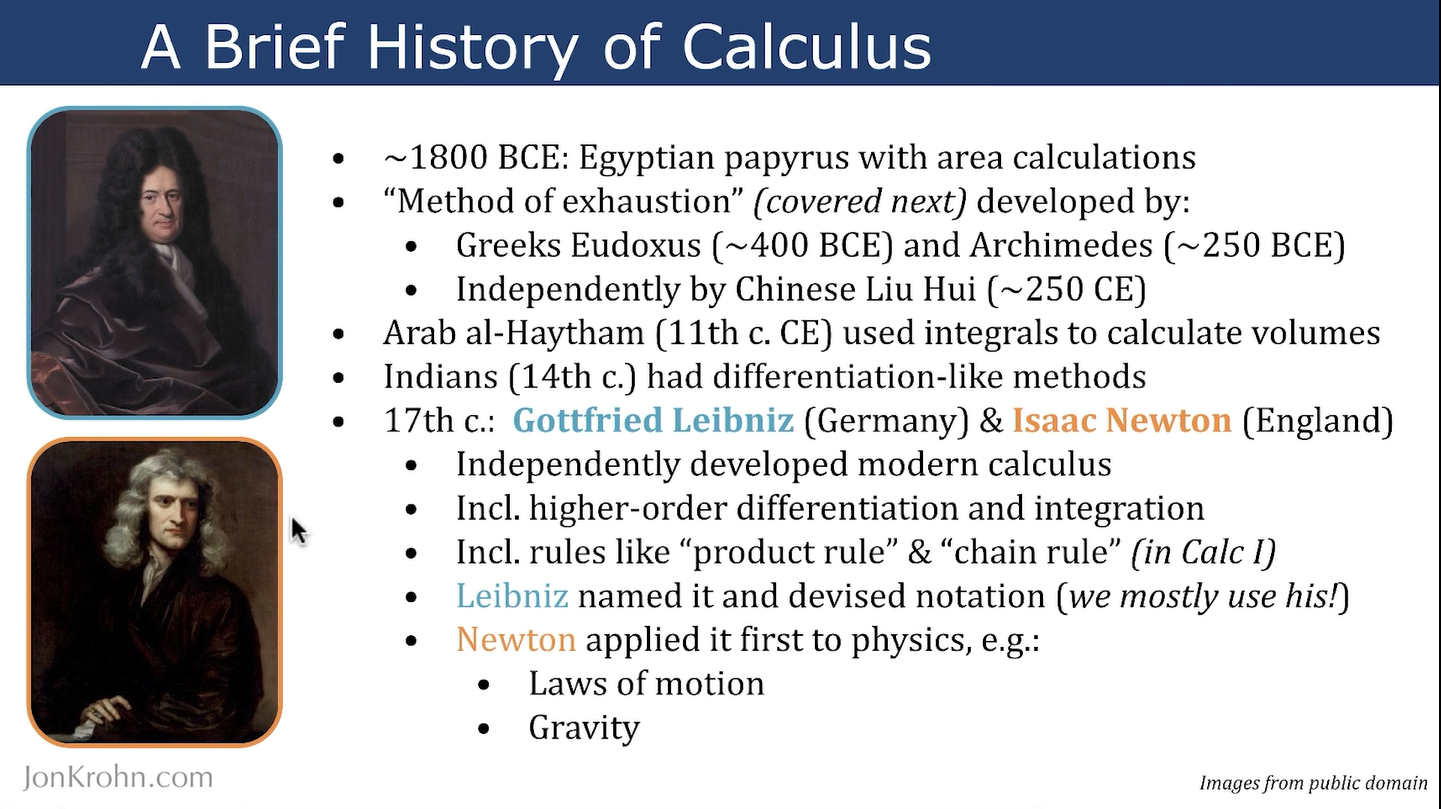 A Brief History of Calculus
• ~1800 BCE: Egyptian papyrus with area calculations
• “Method of exhaustion” (covered next) developed by:
• Greeks Eudoxus (~400 BCE) and Archimedes (~250 BCE)
• Independently by Chinese Liu Hui (~250 CE)
• Arab al-Haytham (11th c. CE) used integrals to calculate volumes
• Indians (14th c.) had differentiation-like methods
• 17th c.: Gottfried Leibniz (Germany) & Isaac Newton (England)
• Independently developed modern calculus
• Incl. higher-order differentiation and integration
• Incl. rules like “product rule” & “chain rule” (in Calc I)
• Leibniz named it and devised notation (we mostly use his!)
• Newton applied it first to physics, e.g.:
• Laws of motion
• Gravity
JonKrohn.com
Images from public domain